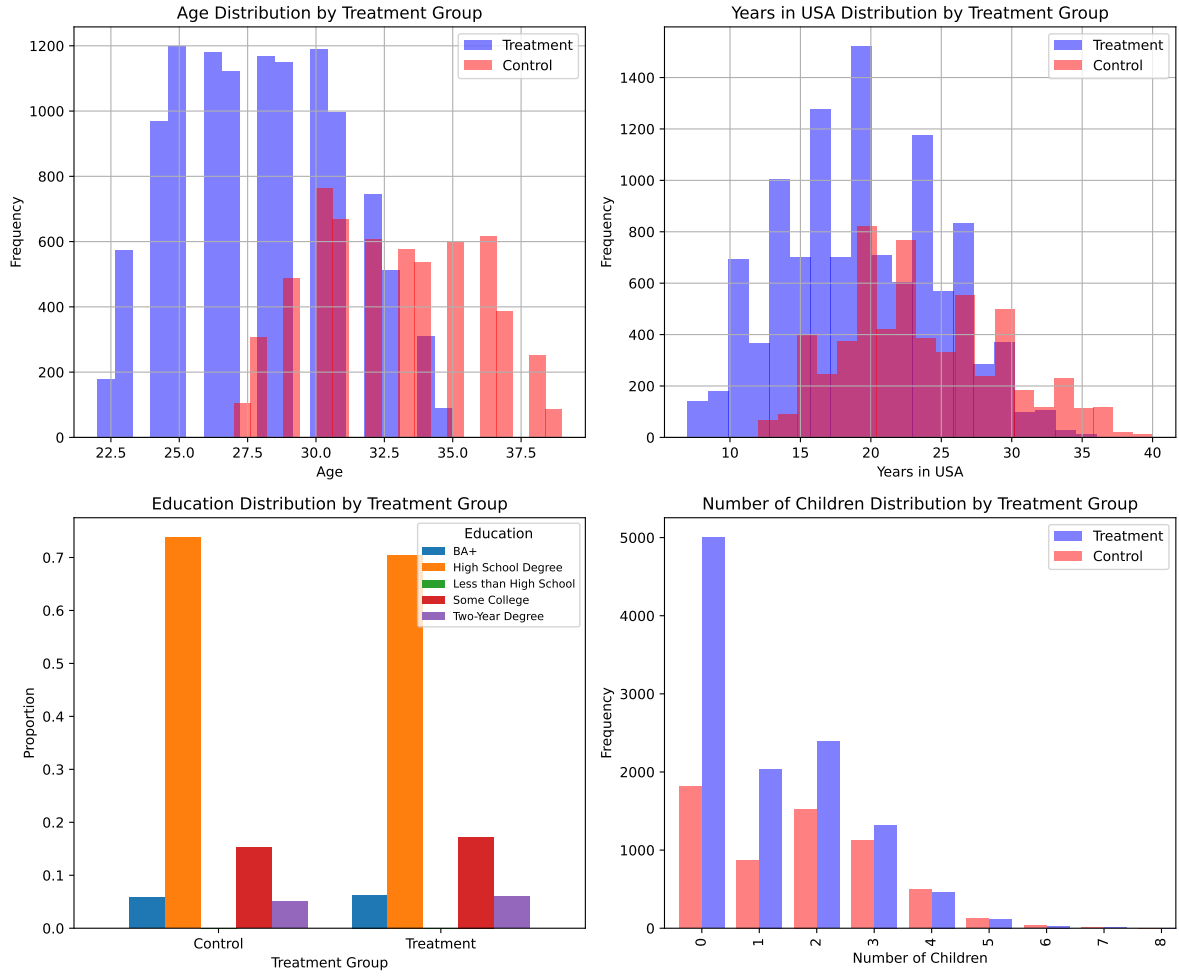 Age Distribution by Treatment Group
Treatment
Control
1200
1000
800
600
400
200
0
Frequency
22.5 25.0 27.5 30.0 32.5 35.0 37.5
Age
Years in USA Distribution by Treatment Group
Treatment
Control
1400
1200
1000
800
600
400
200
0
Frequency
10 15 20 25 30 35 40
Years in USA
Education Distribution by Treatment Group
Education
BA+
High School Degree
Less than High School
Some College
Two-Year Degree
0.7
0.6
0.5
0.4
0.3
0.2
0.1
0.0
Proportion
Control Treatment
Treatment Group
Number of Children Distribution by Treatment Group
Treatment
Control
5000
4000
3000
2000
1000
0
Frequency
0 1 2 3 4 5 6 7 8
Number of Children